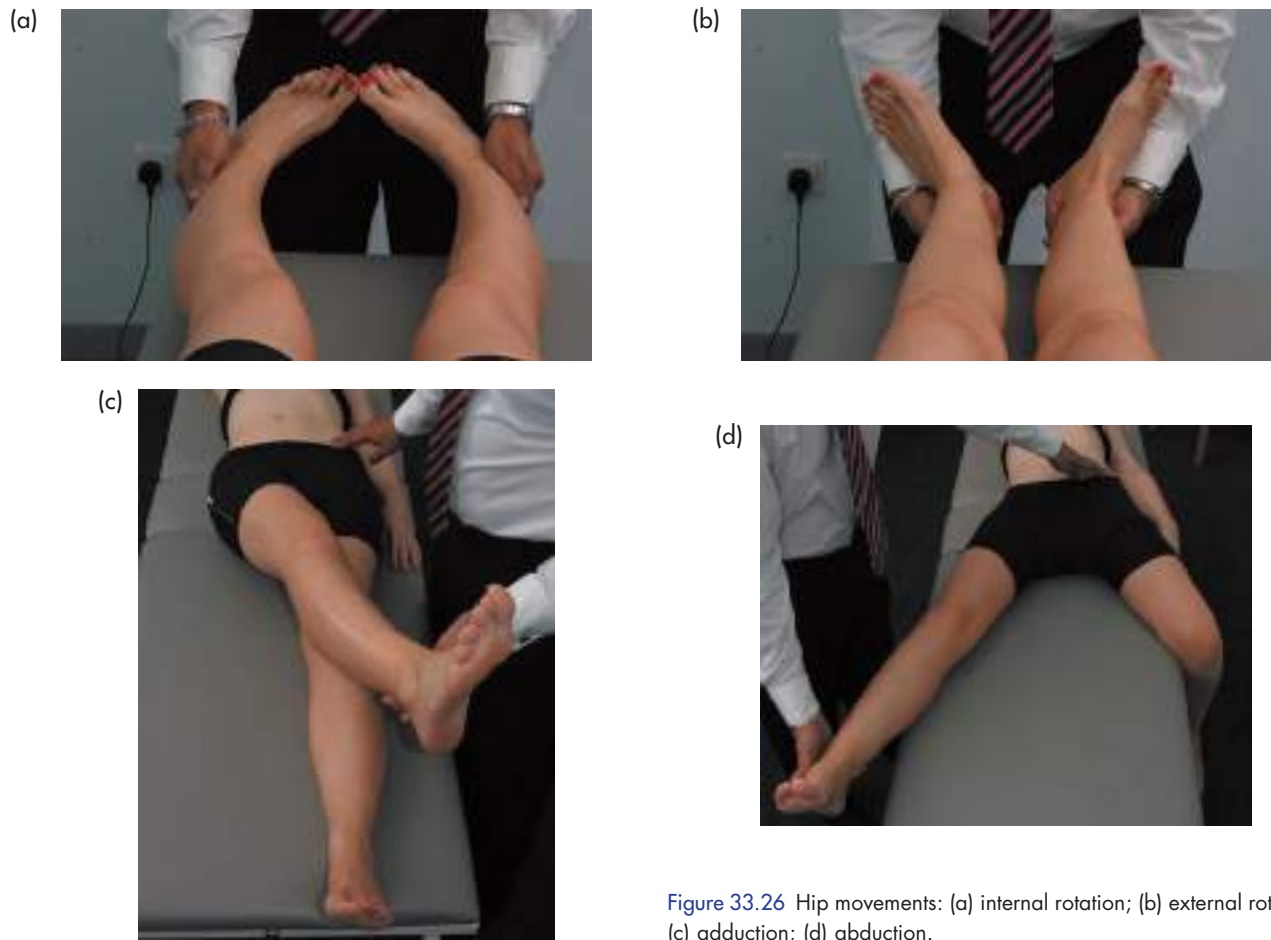 (a)
(b)
(c)
(d)
Figure 33.26 Hip movements: (a) internal rotation; (b) external rot
(c) adduction; (d) abduction.